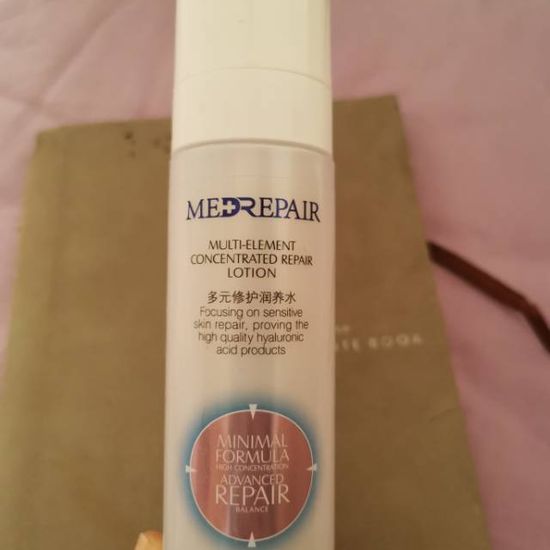 MEDREPAIR
MULTI-ELEMENT
CONCENTRATED REPAIR
LOTION
多元修护润养水
Focusing on sensitive
skin repair, proving the
high quality hyaluronic
acid products
MINIMAL
FORMULA
HIGH CONCENTRATION
ADVANCED
REPAIR
BALANCE
BOOK